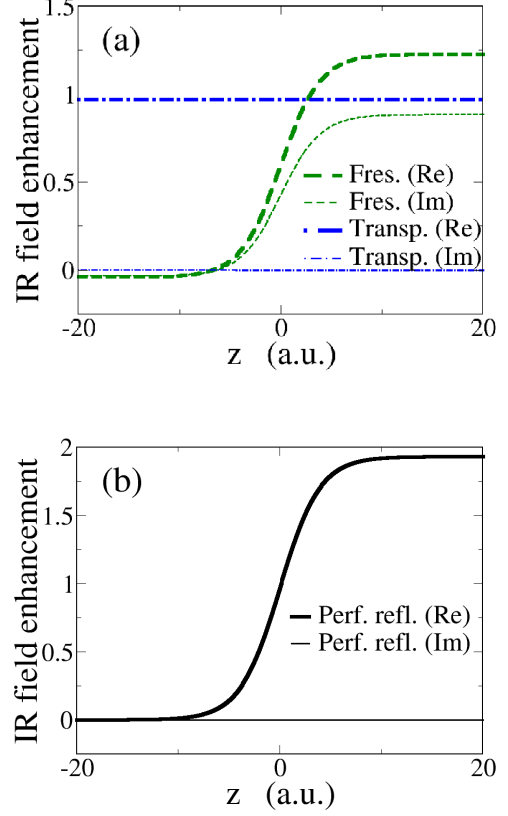 1.5
(a)
1
IR field enhancement
Fres. (Re)
0.5
Fres. (Im)
Transp. (Re)
0
Transp. (Im)
-20
0
20
z (a.u.)
2
(b)
1.5
IR field enhancement
1
Perf. refl. (Re)
0.5
Perf. refl. (Im)
0
-20
0
20
z (a.u.)